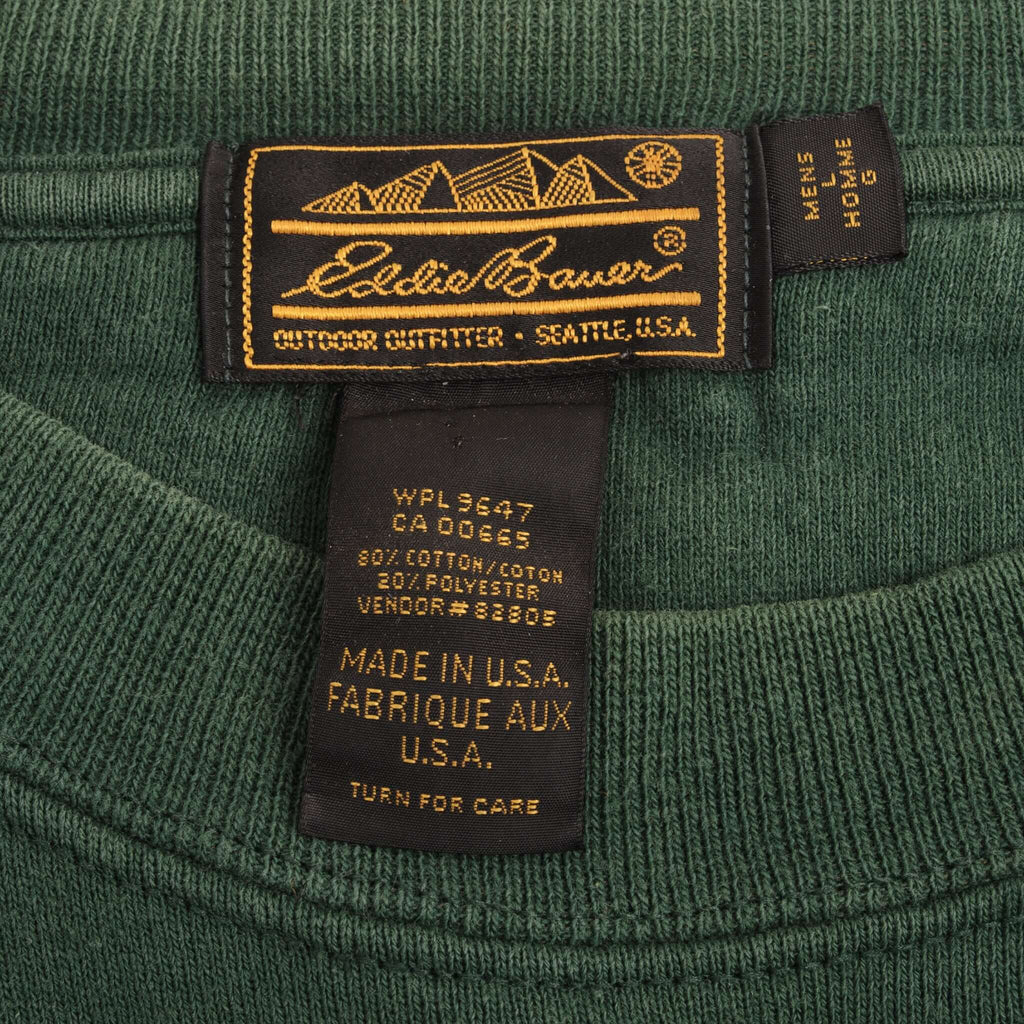 Eddie Bauer®
OUTDOOR OUTFITTER • SEATTLE, U.S.A.
MENS
L
HOMME
G
WPL 9647
CA 00665
80% COTTON/COTON
20% POLYESTER
VENDOR# 82805
MADE IN U.S.A.
FABRIQUE AUX
U.S.A.
TURN FOR CARE